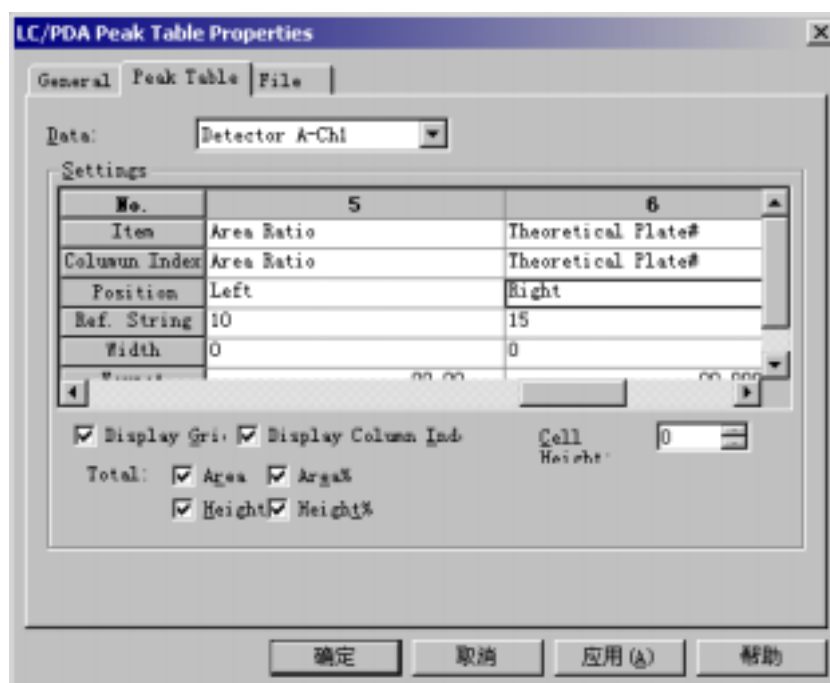 LC/PDA Peak Table Properties
General Peak Table File
Data: Detector A-Ch1
Settings
No. 5 6
Item Area Ratio Theoretical Plate#
Columun Index Area Ratio Theoretical Plate#
Position Left Right
Ref. String 10 15
Width 0 0
Display Gri Display Column Ind
Cell Height: 0
Total: Area Area%
Height Height%
确定 取消 应用(A) 帮助